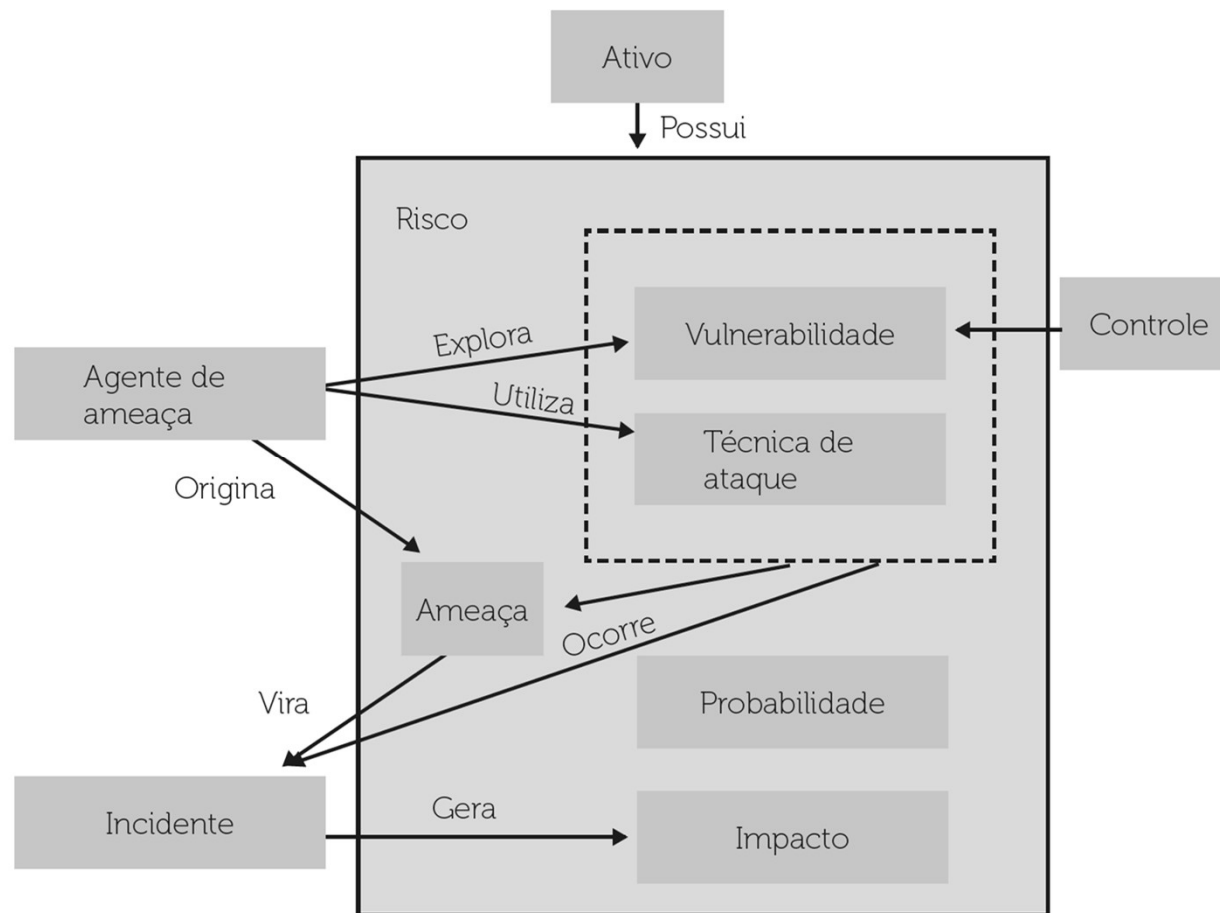 Ativo
Possui
Risco
Explora
Vulnerabilidade
Controle
Agente de
ameaça
Utiliza
Técnica de
ataque
Origina
Ameaça
Ocorre
Vira
Probabilidade
Incidente
Gera
Impacto